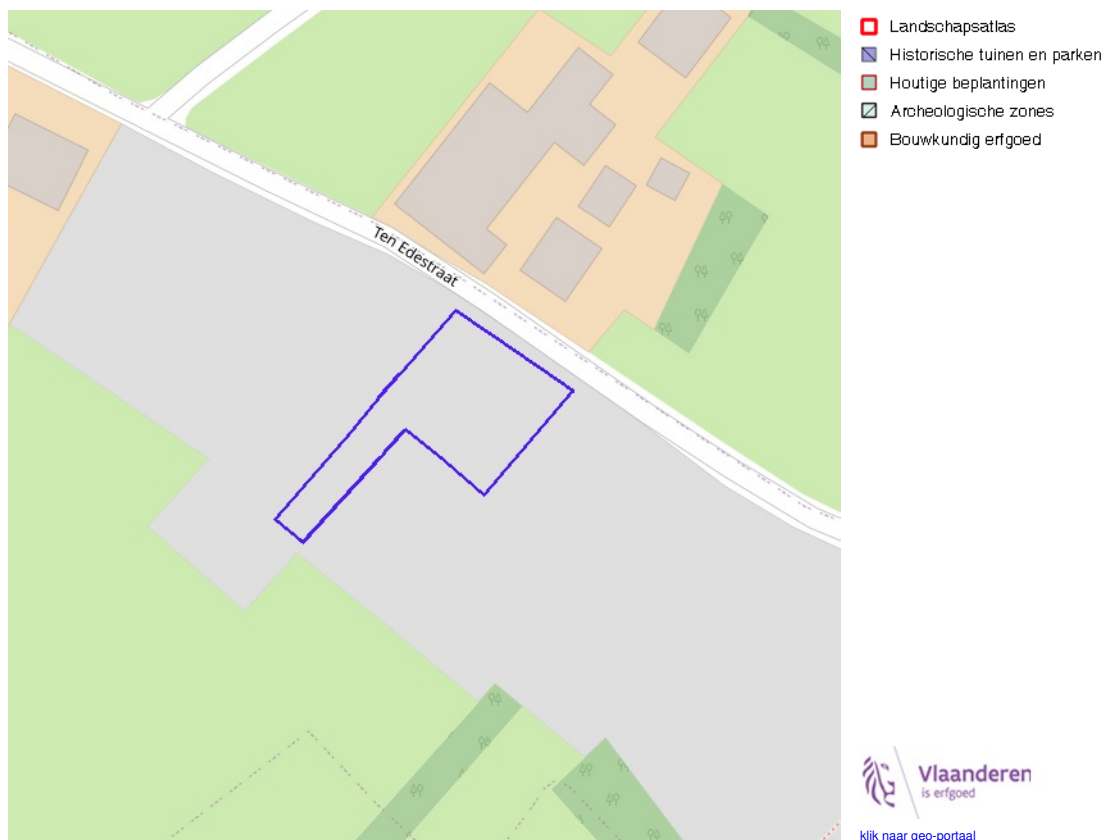 Ten Edestraat
Landschapsatlas
Historische tuinen en parken
Houtige beplantingen
Archeologische zones
Bouwkundig erfgoed
Vlaanderen
is erfgoed
klik naar geo-portaal